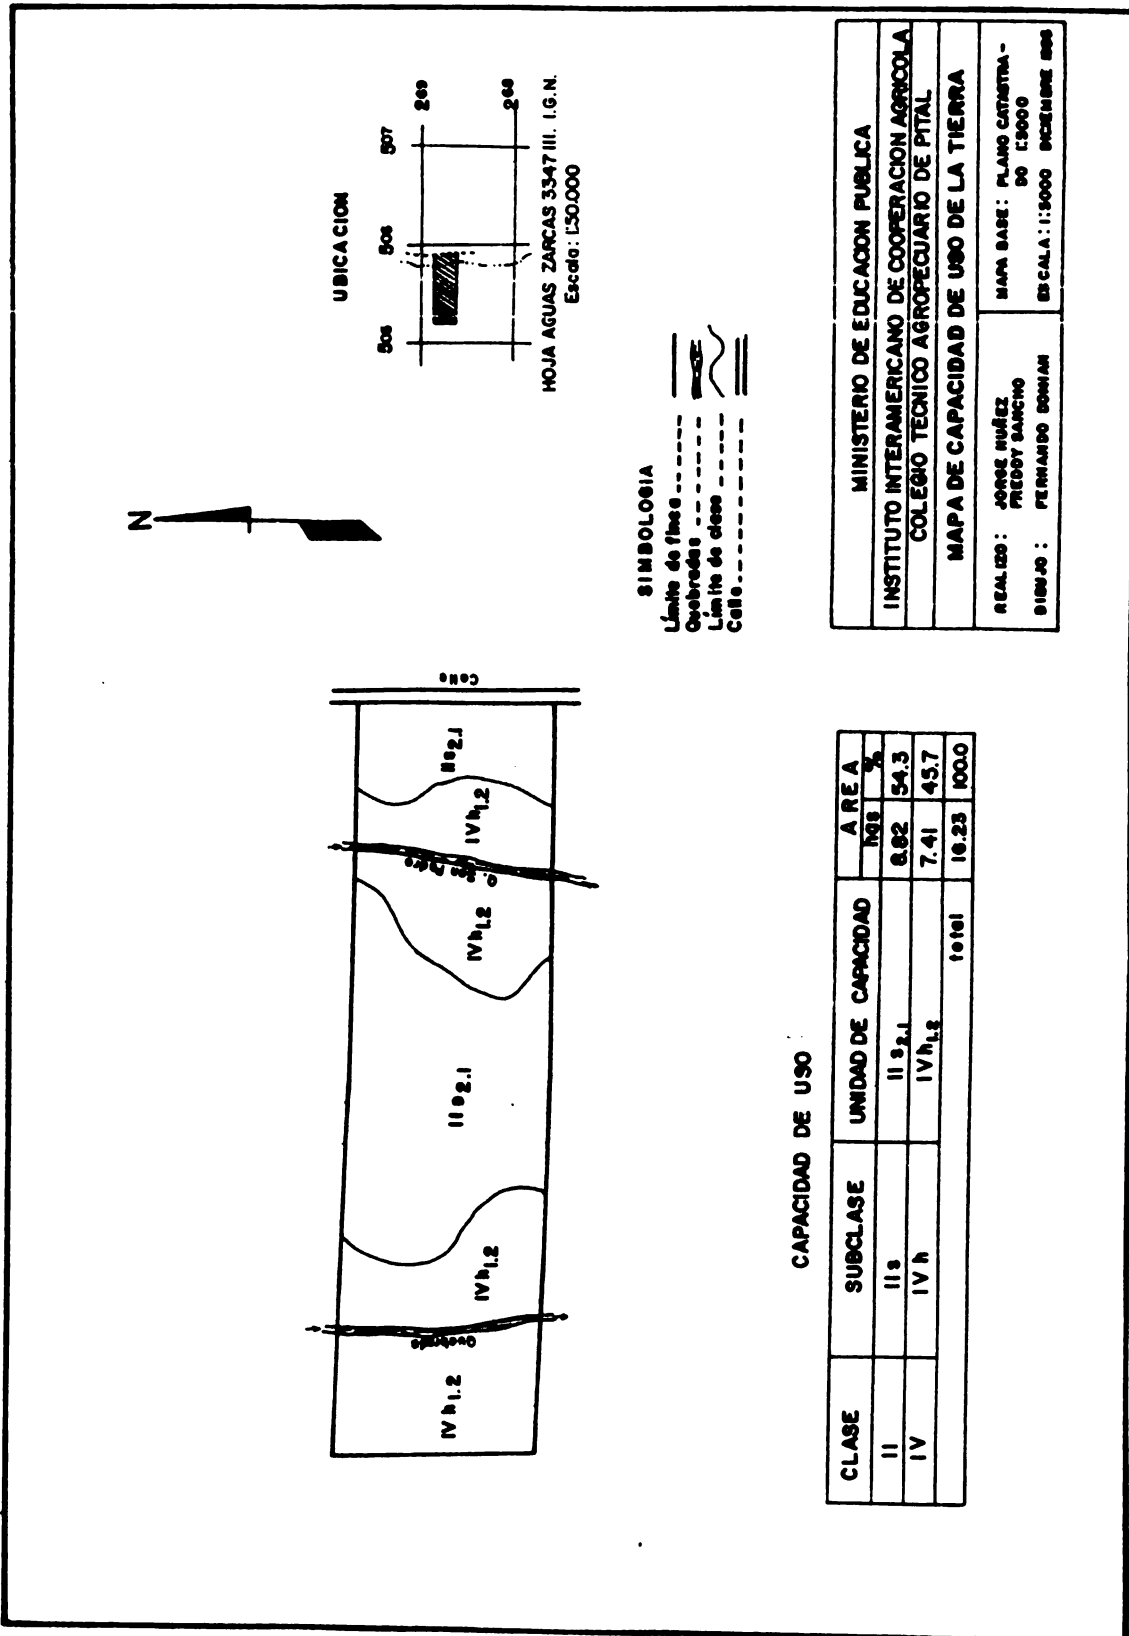 N
UBICACION
505 506 507
269
268
HOJA AGUAS ZARCAS 3347 III. I.G.N.
Escala: 1:50.000
Calle
IVh1.2
Quebrada
IVh1.2
IIs2.1
IVh1.2
Q.
IVh1.2
IIs2.1
SIMBOLOGIA
Límite de finca
Quebradas
Límite de clase
Calle
CAPACIDAD DE USO
CLASE SUBCLASE UNIDAD DE CAPACIDAD AREA
has %
II IIs IIs2.1 8.82 54.3
IV IVh IVh1.2 7.41 45.7
total 16.23 100.0
MINISTERIO DE EDUCACION PUBLICA
INSTITUTO INTERAMERICANO DE COOPERACION AGRICOLA
COLEGIO TECNICO AGROPECUARIO DE PITAL
MAPA DE CAPACIDAD DE USO DE LA TIERRA
REALIZO: JORGE NUÑEZ
FREDDY SANCHO
DIBUJO: FERNANDO
MAPA BASE: PLANO CATASTRA-
DO 1:5000
ESCALA: 1:5000 DICIEMBRE